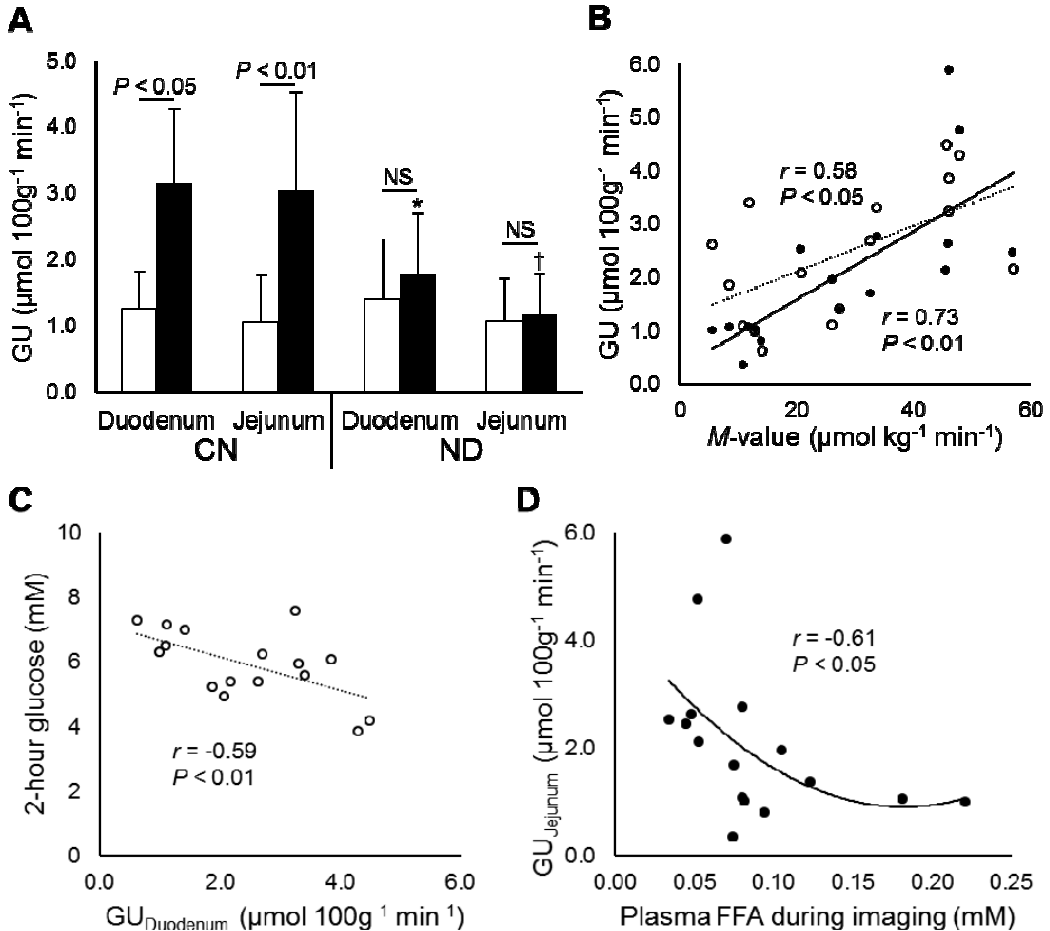 A
5.0
4.0
3.0
2.0
1.0
0.0
GU (µmol 100g⁻¹ min⁻¹)
P < 0.05
P < 0.01
NS
*
NS
†
Duodenum Jejunum Duodenum Jejunum
CN ND
B
6.0
5.0
4.0
3.0
2.0
1.0
0.0
GU (µmol 100g⁻¹ min⁻¹)
r = 0.58
P < 0.05
r = 0.73
P < 0.01
0 20 40 60
M-value (µmol kg⁻¹ min⁻¹)
C
10
8
6
4
2
0
2-hour glucose (mM)
r = -0.59
P < 0.01
0.0 2.0 4.0 6.0
GU_Duodenum (µmol 100g⁻¹ min⁻¹)
D
6.0
4.0
2.0
0.0
GU_Jejunum (µmol 100g⁻¹ min⁻¹)
r = -0.61
P < 0.05
0.00 0.05 0.10 0.15 0.20 0.25
Plasma FFA during imaging (mM)